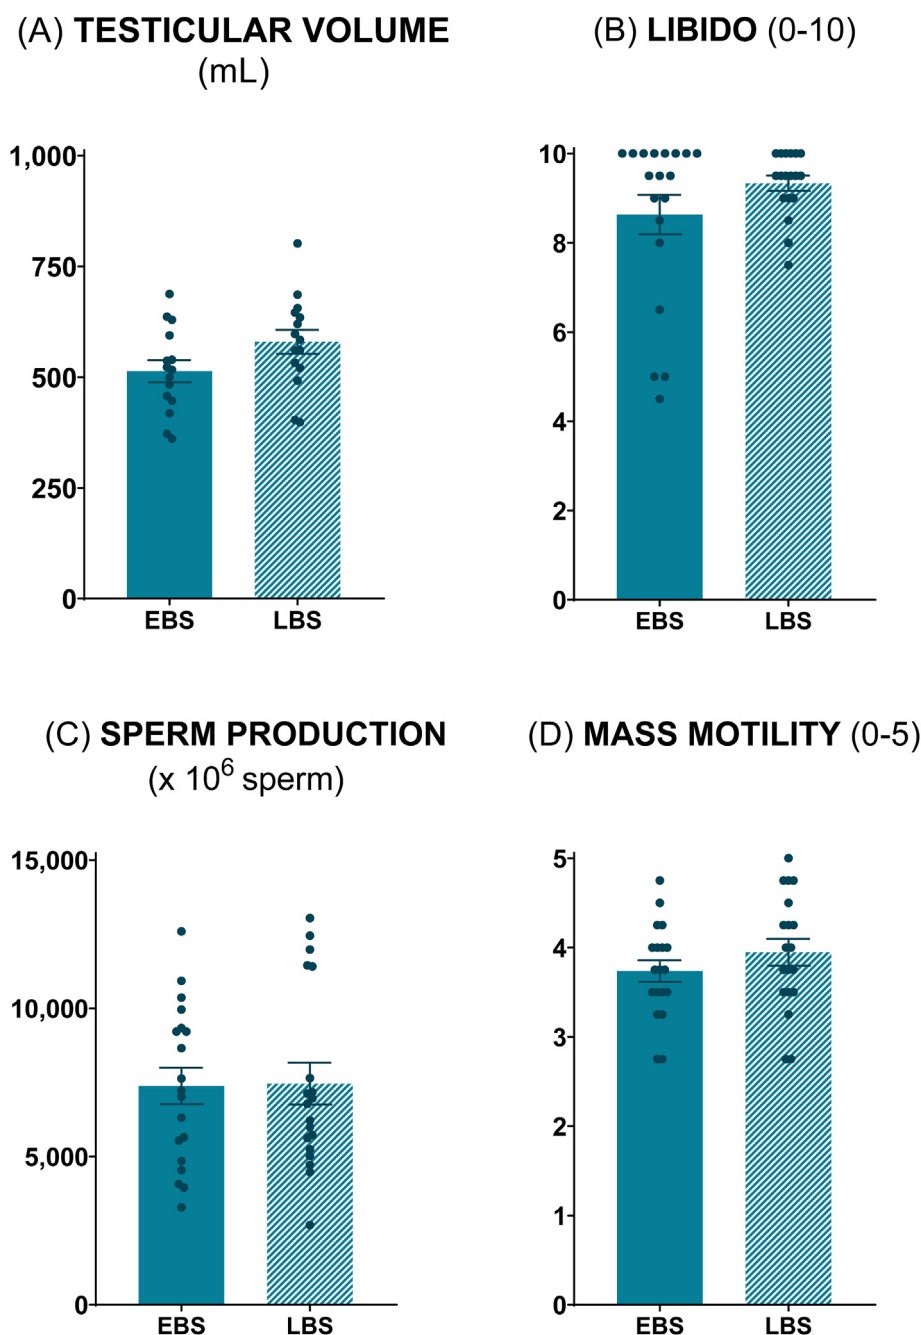 (A) TESTICULAR VOLUME
(mL)
1,000
750
500
250
0
EBS LBS
(B) LIBIDO (0-10)
10
8
6
4
2
0
EBS LBS
(C) SPERM PRODUCTION
(x 10⁶ sperm)
15,000
10,000
5,000
0
EBS LBS
(D) MASS MOTILITY (0-5)
5
4
3
2
1
0
EBS LBS